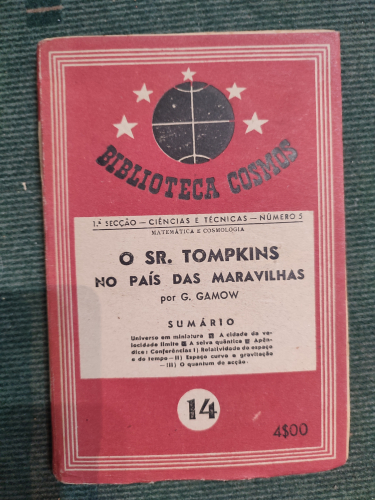 BIBLIOTECA COSMOS
1.ª SECÇÃO — CIÊNCIAS E TÉCNICAS — NÚMERO 5
MATEMÁTICA E COSMOLOGIA
O SR. TOMPKINS
NO PAÍS DAS MARAVILHAS
por G. GAMOW
SUMÁRIO
Universo em miniatura ■ A cidade da ve-
locidade limite ■ A selva quântica ■ Apên-
dice: Conferências I) Relatividade do espaço
e do tempo — II) Espaço curvo e gravitação
— III) O quantum de acção.
14
4$00